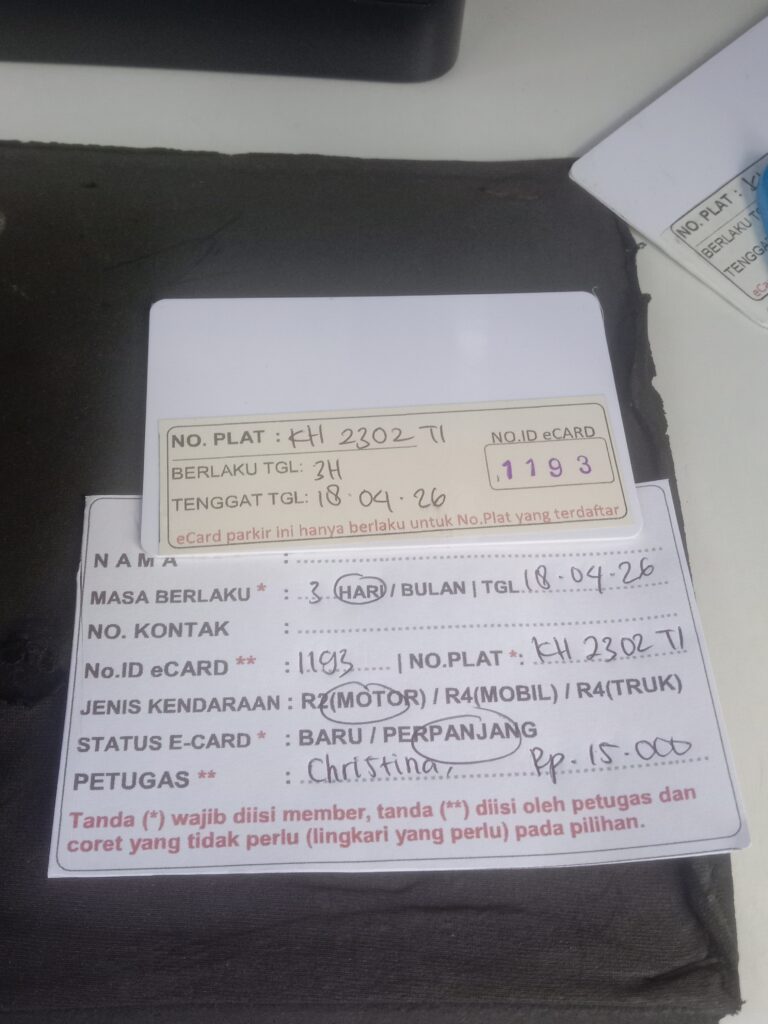 NO. PLAT : KH 2302 TI
NO.ID eCARD
1193
BERLAKU TGL: 3H
TENGGAT TGL: 18.04.26
eCard parkir ini hanya berlaku untuk No.Plat yang terdaftar
NAMA :
MASA BERLAKU * : 3 HARI / BULAN | TGL 18.04.26
NO. KONTAK :
No.ID eCARD ** : 1193 | NO.PLAT *: KH 2302 TI
JENIS KENDARAAN : R2(MOTOR) / R4(MOBIL) / R4(TRUK)
STATUS E-CARD * : BARU / PERPANJANG
PETUGAS ** : Christina, Rp. 15.000
Tanda (*) wajib diisi member, tanda (**) diisi oleh petugas dan
coret yang tidak perlu (lingkari yang perlu) pada pilihan.
NO. PLAT :
BERLAKU